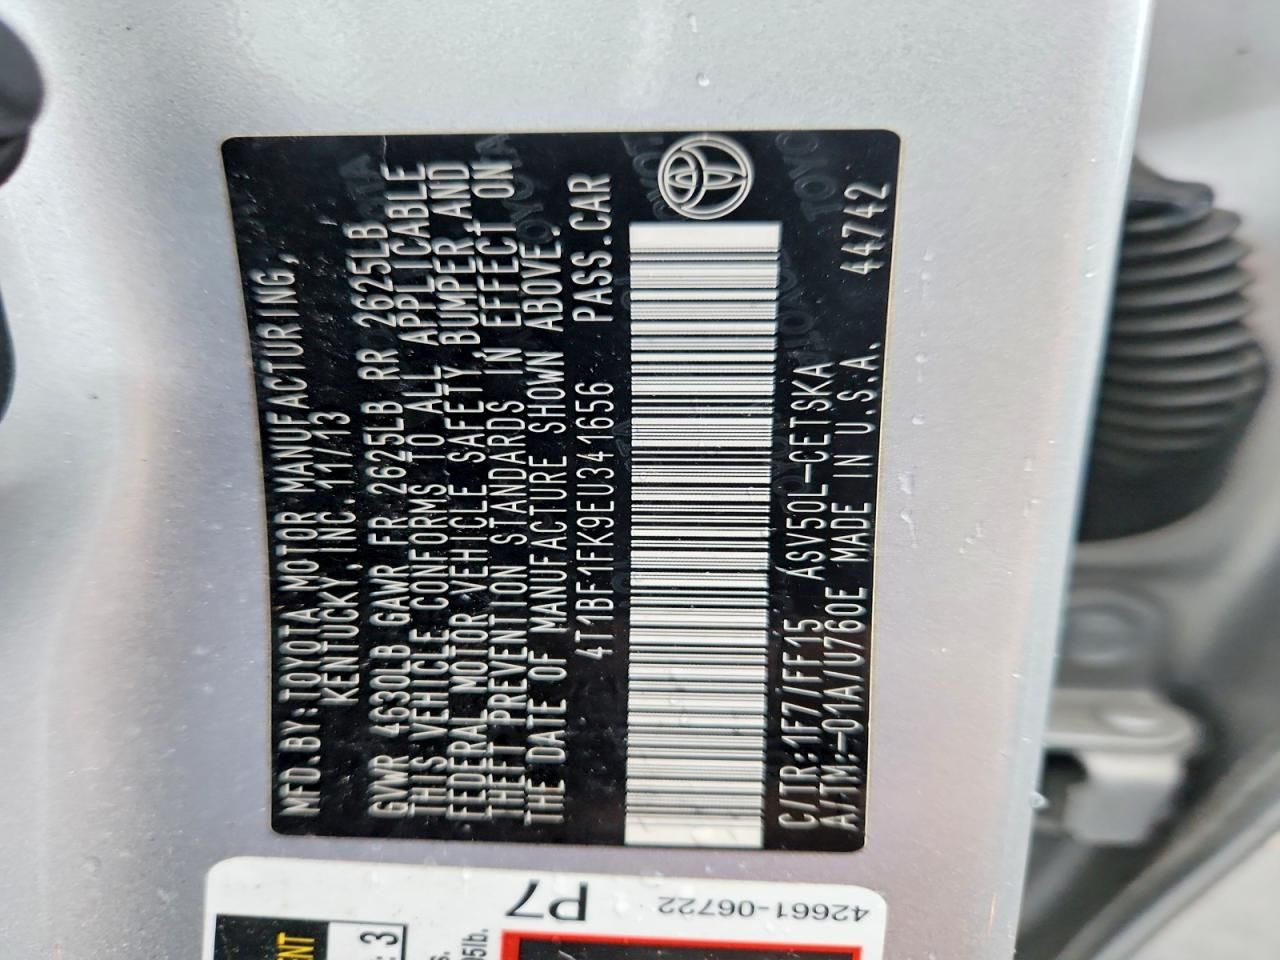 MFD.BY:TOYOTA MOTOR MANUFACTURING,
KENTUCKY, INC. 11/13
GVWR 4630LB GAWR FR 2625LB RR 2625LB
THIS VEHICLE CONFORMS TO ALL APPLICABLE
FEDERAL MOTOR VEHICLE SAFETY, BUMPER,AND
THEFT PREVENTION STANDARDS IN EFFECT ON
THE DATE OF MANUFACTURE SHOWN ABOVE.
4T1BF1FK9EU341656 PASS.CAR
C/TR:1F7/FF15 ASV50L-CETSKA 44742
A/TM:-01A/U760E MADE IN U.S.A.
P7
42661-06722
3
5lb.